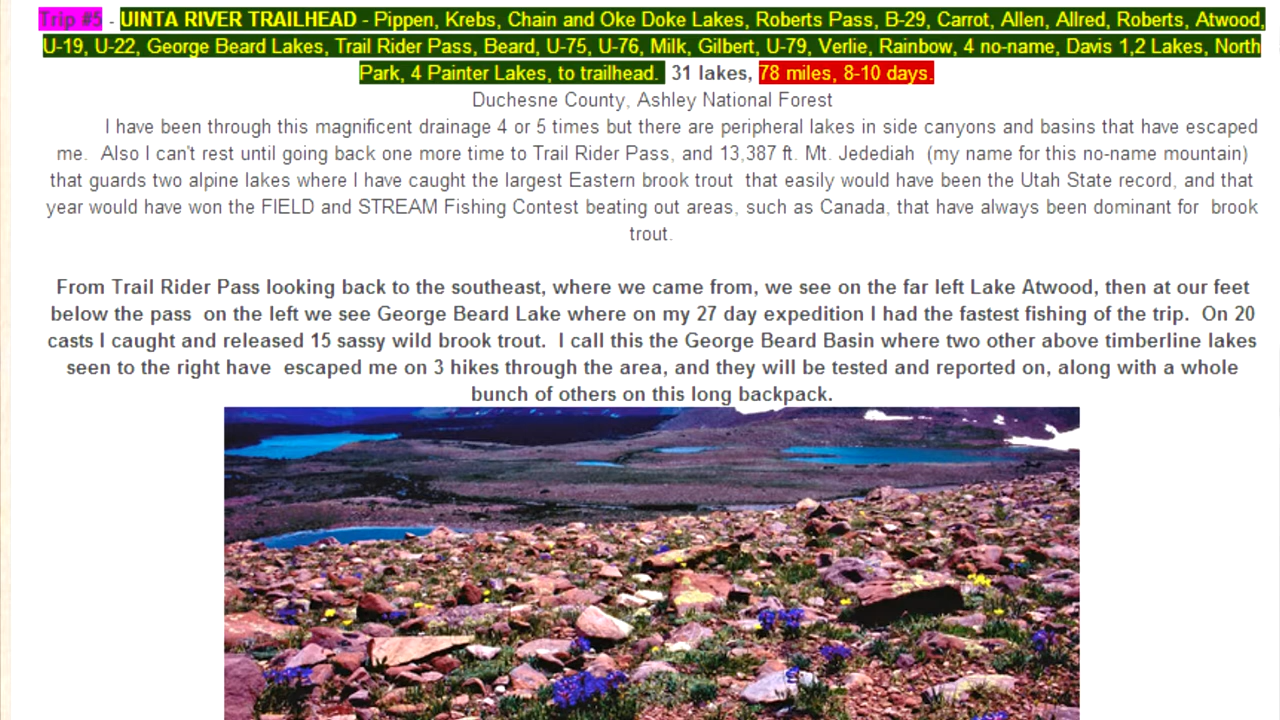 Trip #5 - UINTA RIVER TRAILHEAD - Pippen, Krebs, Chain and Oke Doke Lakes, Roberts Pass, B-29, Carrot, Allen, Allred, Roberts, Atwood,
U-19, U-22, George Beard Lakes, Trail Rider Pass, Beard, U-75, U-76, Milk, Gilbert, U-79, Verlie, Rainbow, 4 no-name, Davis 1,2 Lakes, North
Park, 4 Painter Lakes, to trailhead. 31 lakes, 78 miles, 8-10 days.
Duchesne County, Ashley National Forest
I have been through this magnificent drainage 4 or 5 times but there are peripheral lakes in side canyons and basins that have escaped
me. Also I can't rest until going back one more time to Trail Rider Pass, and 13,387 ft. Mt. Jedediah (my name for this no-name mountain)
that guards two alpine lakes where I have caught the largest Eastern brook trout that easily would have been the Utah State record, and that
year would have won the FIELD and STREAM Fishing Contest beating out areas, such as Canada, that have always been dominant for brook
trout.
From Trail Rider Pass looking back to the southeast, where we came from, we see on the far left Lake Atwood, then at our feet
below the pass on the left we see George Beard Lake where on my 27 day expedition I had the fastest fishing of the trip. On 20
casts I caught and released 15 sassy wild brook trout. I call this the George Beard Basin where two other above timberline lakes
seen to the right have escaped me on 3 hikes through the area, and they will be tested and reported on, along with a whole
bunch of others on this long backpack.